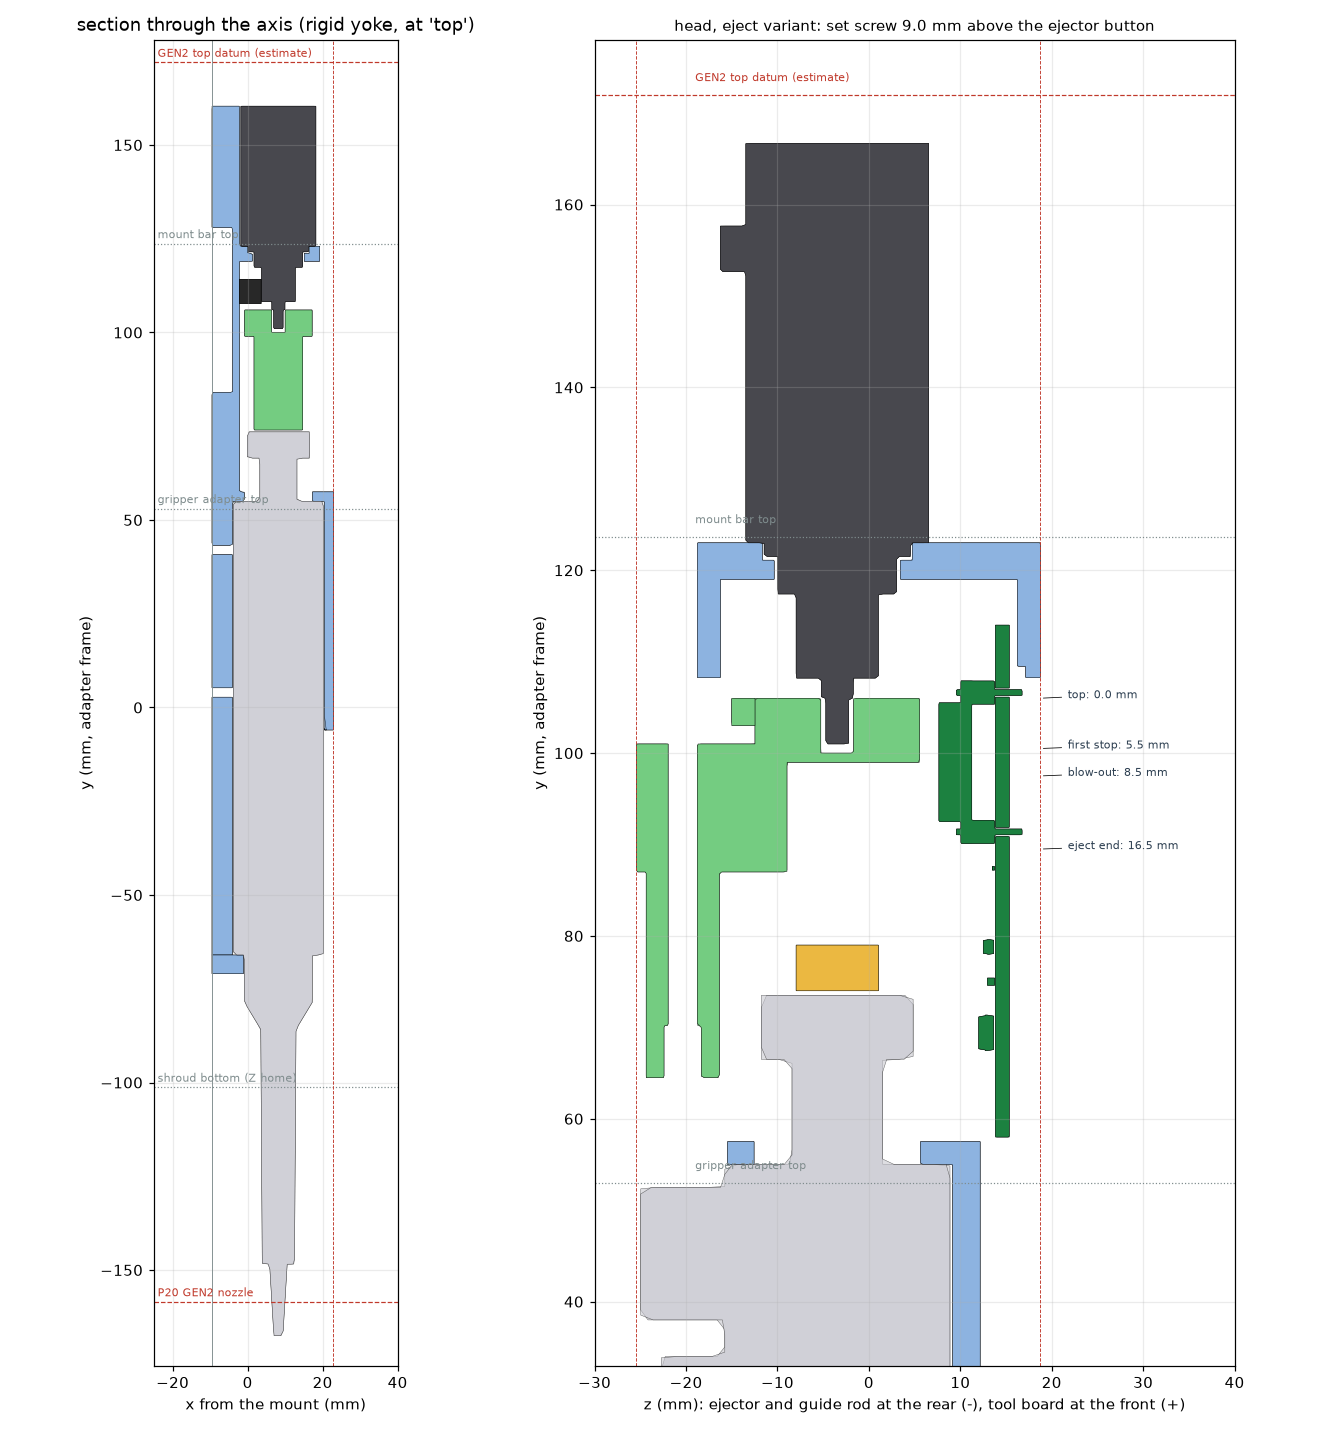 section through the axis (rigid yoke, at 'top')
GEN2 top datum (estimate)
mount bar top
gripper adapter top
shroud bottom (Z home)
P20 GEN2 nozzle
150
100
50
0
−50
−100
−150
y (mm, adapter frame)
−20
0
20
40
x from the mount (mm)
head, eject variant: set screw 9.0 mm above the ejector button
GEN2 top datum (estimate)
mount bar top
top: 0.0 mm
first stop: 5.5 mm
blow-out: 8.5 mm
eject end: 16.5 mm
gripper adapter top
160
140
120
100
80
60
40
y (mm, adapter frame)
−30
−20
−10
0
10
20
30
40
z (mm): ejector and guide rod at the rear (-), tool board at the front (+)